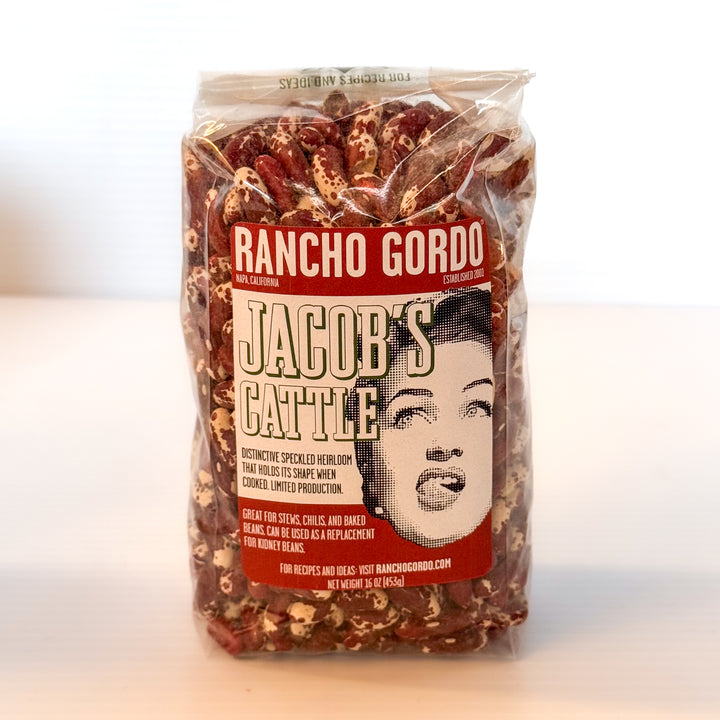 FOR RECIPES AND IDEAS
RANCHO GORDO
NAPA, CALIFORNIA ESTABLISHED 2001
JACOB'S
CATTLE
DISTINCTIVE SPECKLED HEIRLOOM
THAT HOLDS ITS SHAPE WHEN
COOKED. LIMITED PRODUCTION.
GREAT FOR STEWS, CHILIS, AND BAKED
BEANS, CAN BE USED AS A REPLACEMENT
FOR KIDNEY BEANS.
FOR RECIPES AND IDEAS: VISIT RANCHOGORDO.COM
NET WEIGHT 16 OZ (453g)